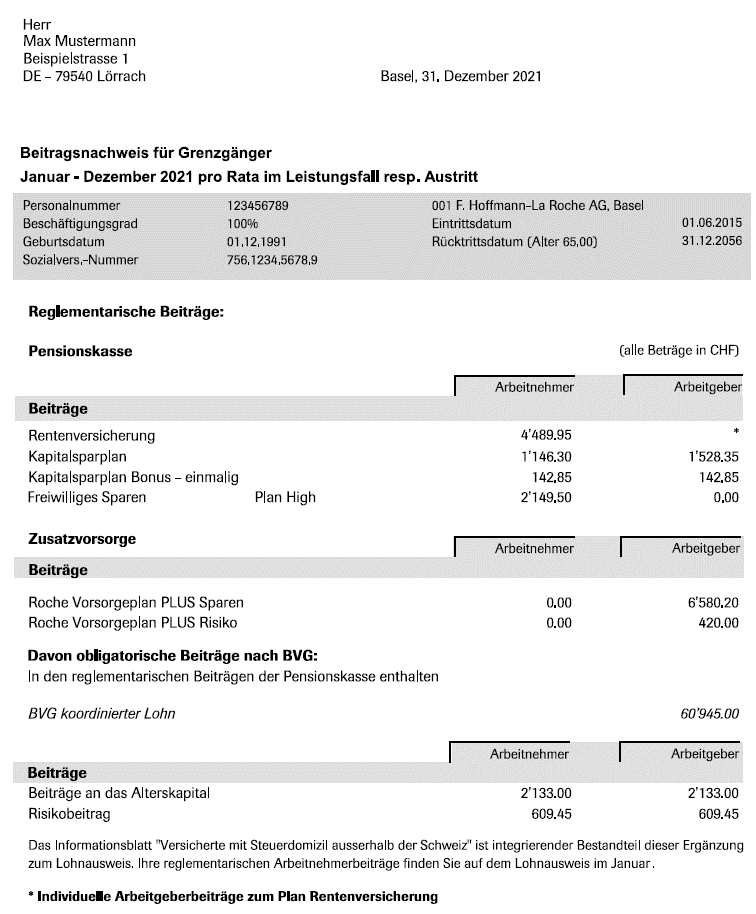 Herr
Max Mustermann
Beispielstrasse 1
DE – 79540 Lörrach Basel, 31. Dezember 2021
Beitragsnachweis für Grenzgänger
Januar - Dezember 2021 pro Rata im Leistungsfall resp. Austritt
Personalnummer 123456789 001 F. Hoffmann-La Roche AG, Basel
Beschäftigungsgrad 100% Eintrittsdatum 01.06.2015
Geburtsdatum 01.12.1991 Rücktrittsdatum (Alter 65.00) 31.12.2056
Sozialvers.-Nummer 756.1234.5678.9
Reglementarische Beiträge:
Pensionskasse (alle Beträge in CHF)
Arbeitnehmer Arbeitgeber
Beiträge
Rentenversicherung 4'489.95 *
Kapitalsparplan 1'146.30 1'528.35
Kapitalsparplan Bonus – einmalig 142.85 142.85
Freiwilliges Sparen Plan High 2'149.50 0.00
Zusatzvorsorge Arbeitnehmer Arbeitgeber
Beiträge
Roche Vorsorgeplan PLUS Sparen 0.00 6'580.20
Roche Vorsorgeplan PLUS Risiko 0.00 420.00
Davon obligatorische Beiträge nach BVG:
In den reglementarischen Beiträgen der Pensionskasse enthalten
BVG koordinierter Lohn 60'945.00
Arbeitnehmer Arbeitgeber
Beiträge
Beiträge an das Alterskapital 2'133.00 2'133.00
Risikobeitrag 609.45 609.45
Das Informationsblatt "Versicherte mit Steuerdomizil ausserhalb der Schweiz" ist integrierender Bestandteil dieser Ergänzung
zum Lohnausweis. Ihre reglementarischen Arbeitnehmerbeiträge finden Sie auf dem Lohnausweis im Januar.
* Individuelle Arbeitgeberbeiträge zum Plan Rentenversicherung